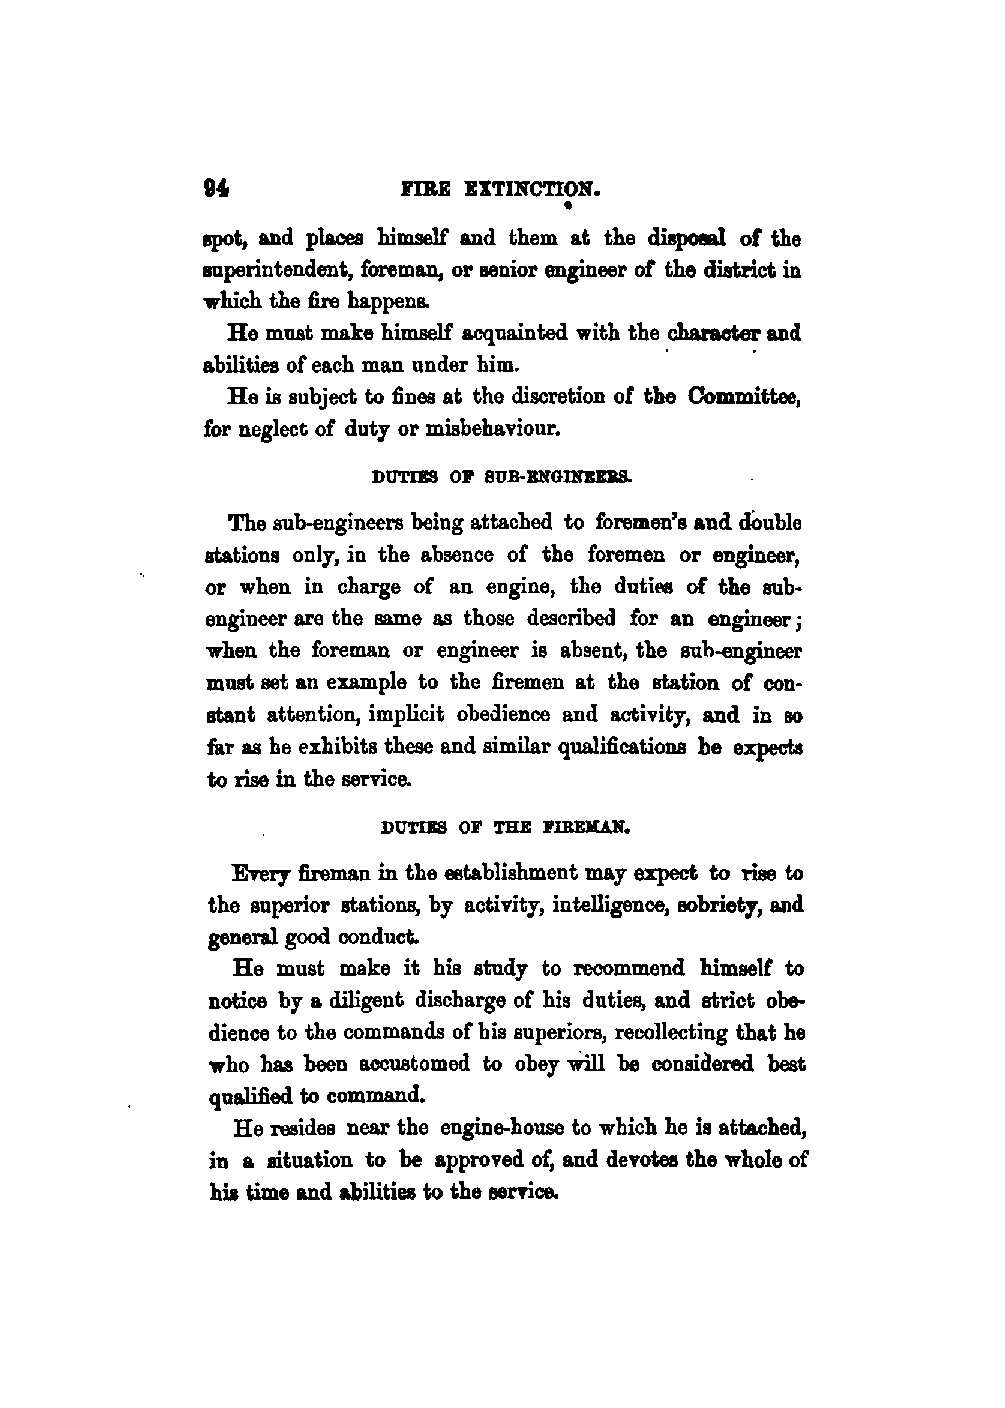 94 FIRE EXTINCTION.
spot, and places himself and them at the disposal of the
superintendent, foreman, or senior engineer of the district in
which the fire happens.
He must make himself acquainted with the character and
abilities of each man under him.
He is subject to fines at the discretion of the Committee,
for neglect of duty or misbehaviour.
DUTIES OF SUB-ENGINEERS.
The sub-engineers being attached to foremen's and double
stations only, in the absence of the foremen or engineer,
or when in charge of an engine, the duties of the sub-
engineer are the same as those described for an engineer;
when the foreman or engineer is absent, the sub-engineer
must set an example to the firemen at the station of con-
stant attention, implicit obedience and activity, and in so
far as he exhibits these and similar qualifications he expects
to rise in the service.
DUTIES OF THE FIREMAN.
Every fireman in the establishment may expect to rise to
the superior stations, by activity, intelligence, sobriety, and
general good conduct.
He must make it his study to recommend himself to
notice by a diligent discharge of his duties, and strict obe-
dience to the commands of his superiors, recollecting that he
who has been accustomed to obey will be considered best
qualified to command.
He resides near the engine-house to which he is attached,
in a situation to be approved of, and devotes the whole of
his time and abilities to the service.